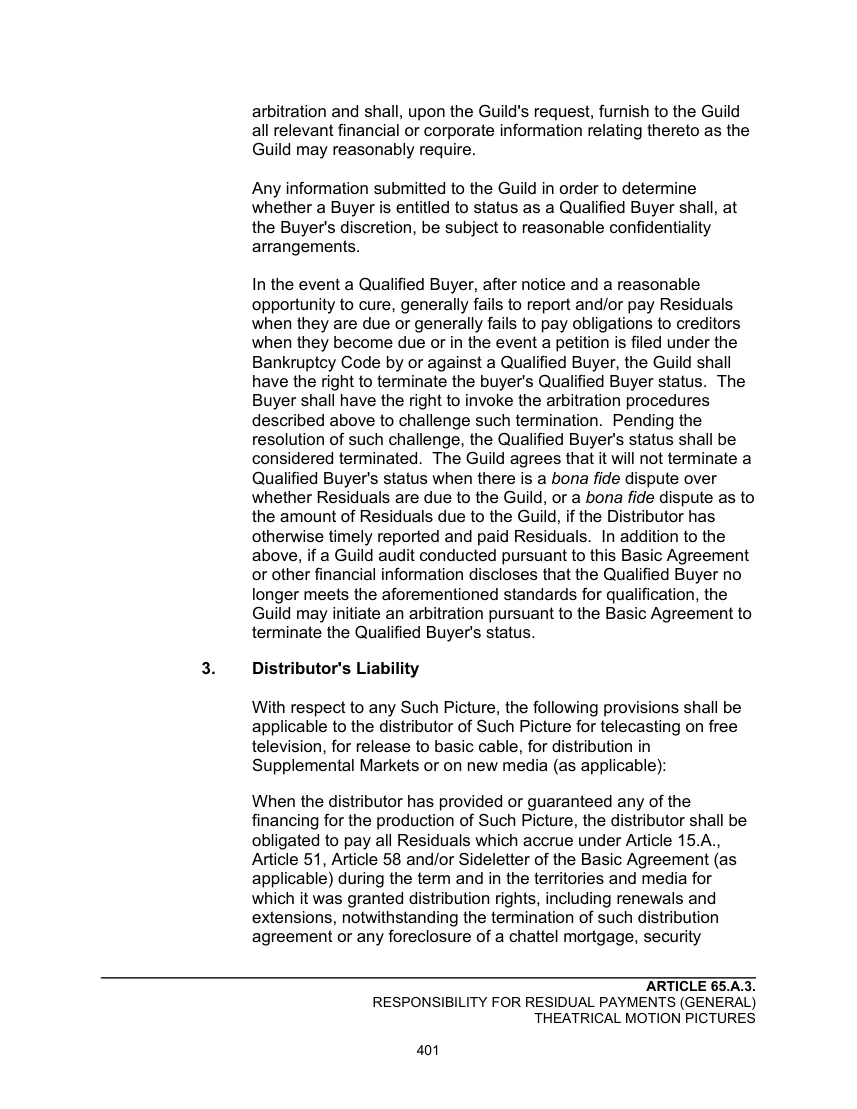 arbitration and shall, upon the Guild's request, furnish to the Guild
all relevant financial or corporate information relating thereto as the
Guild may reasonably require.
Any information submitted to the Guild in order to determine
whether a Buyer is entitled to status as a Qualified Buyer shall, at
the Buyer's discretion, be subject to reasonable confidentiality
arrangements.
In the event a Qualified Buyer, after notice and a reasonable
opportunity to cure, generally fails to report and/or pay Residuals
when they are due or generally fails to pay obligations to creditors
when they become due or in the event a petition is filed under the
Bankruptcy Code by or against a Qualified Buyer, the Guild shall
have the right to terminate the buyer's Qualified Buyer status.  The
Buyer shall have the right to invoke the arbitration procedures
described above to challenge such termination.  Pending the
resolution of such challenge, the Qualified Buyer's status shall be
considered terminated.  The Guild agrees that it will not terminate a
Qualified Buyer's status when there is a bona fide dispute over
whether Residuals are due to the Guild, or a bona fide dispute as to
the amount of Residuals due to the Guild, if the Distributor has
otherwise timely reported and paid Residuals.  In addition to the
above, if a Guild audit conducted pursuant to this Basic Agreement
or other financial information discloses that the Qualified Buyer no
longer meets the aforementioned standards for qualification, the
Guild may initiate an arbitration pursuant to the Basic Agreement to
terminate the Qualified Buyer's status.
3. Distributor's Liability
With respect to any Such Picture, the following provisions shall be
applicable to the distributor of Such Picture for telecasting on free
television, for release to basic cable, for distribution in
Supplemental Markets or on new media (as applicable):
When the distributor has provided or guaranteed any of the
financing for the production of Such Picture, the distributor shall be
obligated to pay all Residuals which accrue under Article 15.A.,
Article 51, Article 58 and/or Sideletter of the Basic Agreement (as
applicable) during the term and in the territories and media for
which it was granted distribution rights, including renewals and
extensions, notwithstanding the termination of such distribution
agreement or any foreclosure of a chattel mortgage, security
ARTICLE 65.A.3.
RESPONSIBILITY FOR RESIDUAL PAYMENTS (GENERAL)
THEATRICAL MOTION PICTURES
401